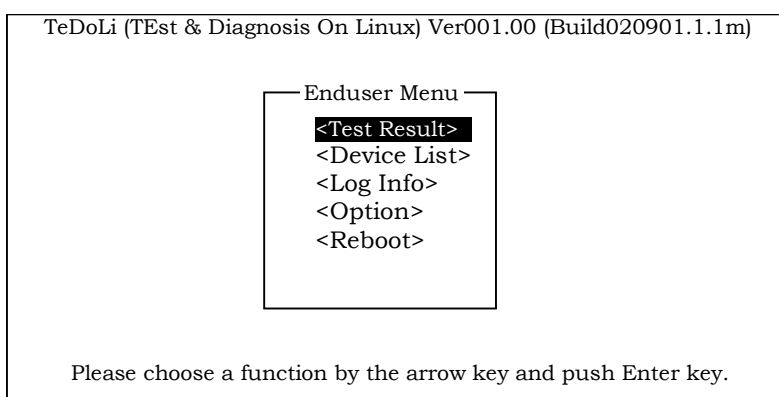 TeDoLi (TEst & Diagnosis On Linux) Ver001.00 (Build020901.1.1m)
Enduser Menu
<Test Result>
<Device List>
<Log Info>
<Option>
<Reboot>
Please choose a function by the arrow key and push Enter key.